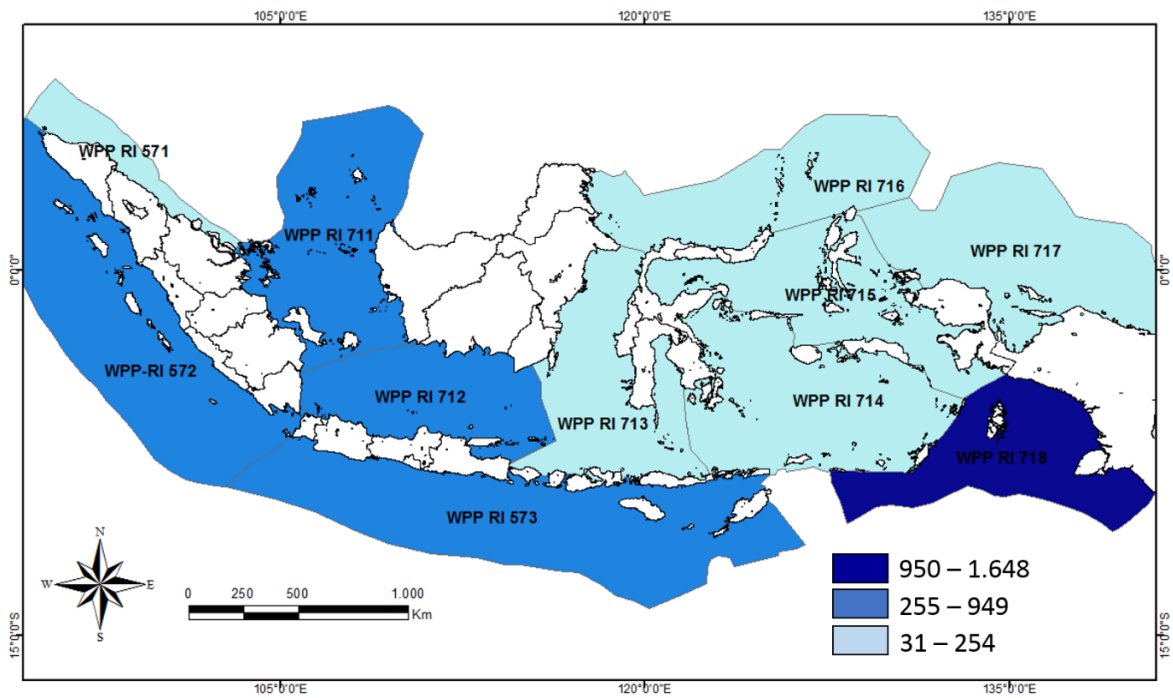 105°0'0"E 120°0'0"E 135°0'0"E
WPP RI 571
WPP RI 716
WPP RI 711
WPP RI 717
0°0'0" 0°0'0"
WPP RI 715
WPP-RI 572
WPP RI 712
WPP RI 714
WPP RI 713
WPP RI 718
WPP RI 573
N
W E
S
0 250 500 1.000
Km
950 – 1.648
255 – 949
31 – 254
15°0'0"S 15°0'0"S
105°0'0"E 120°0'0"E 135°0'0"E